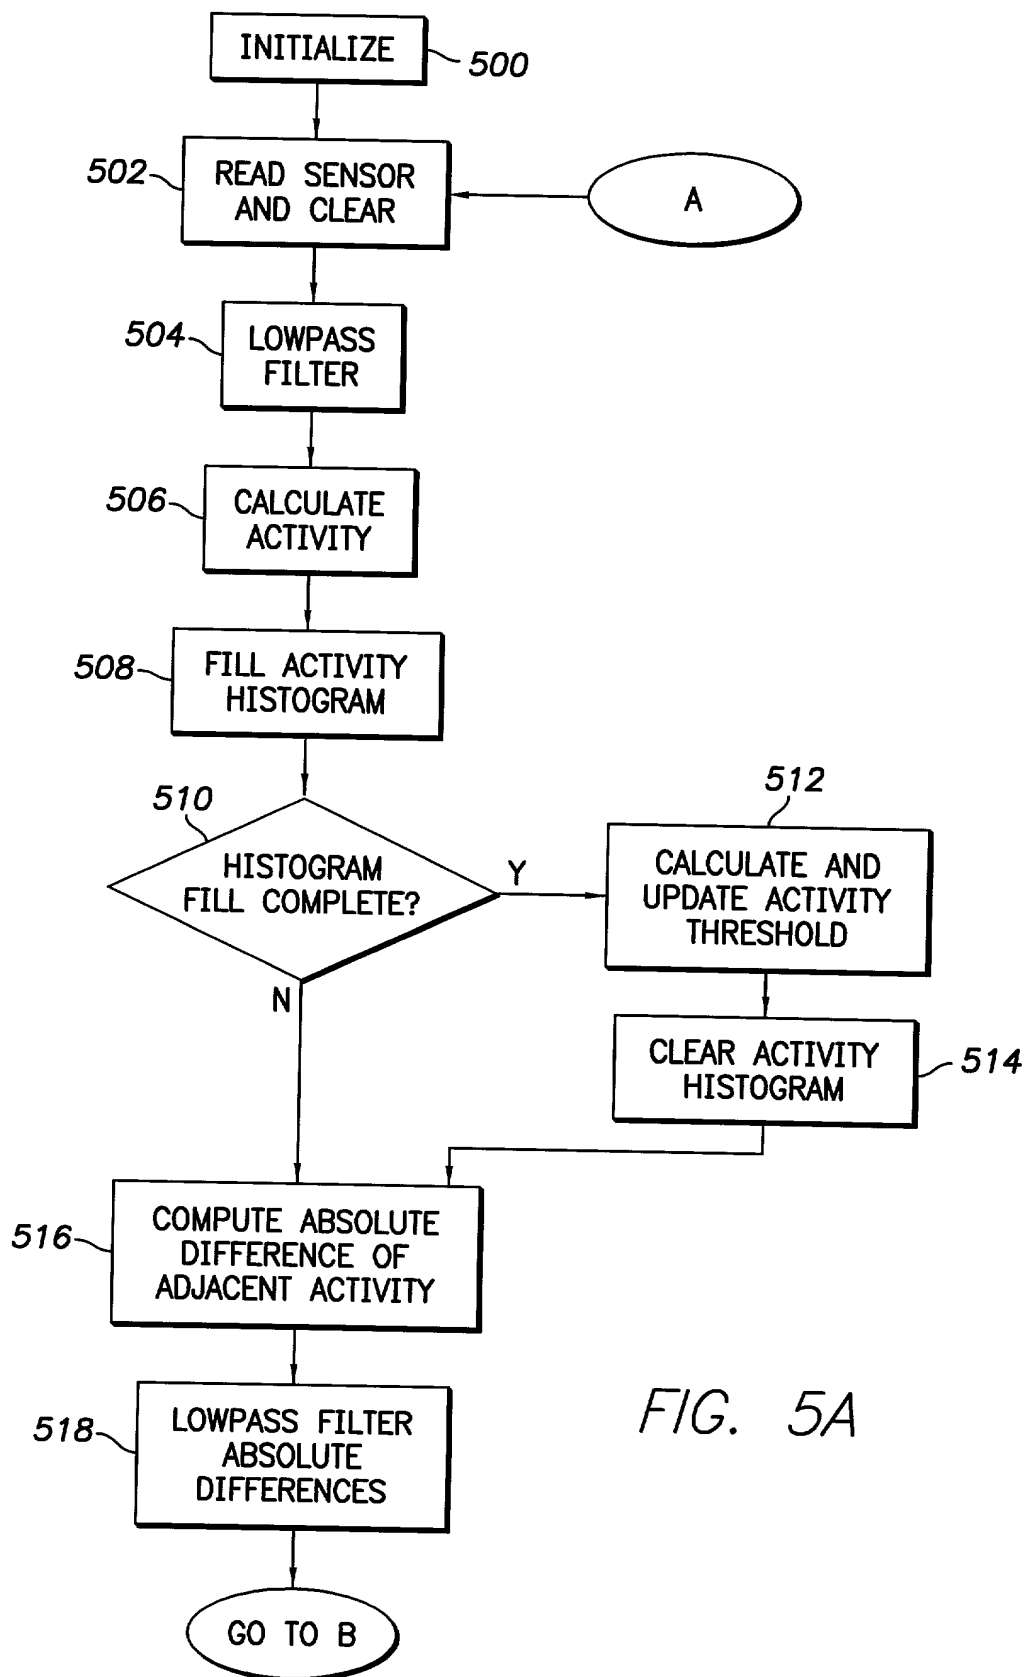 INITIALIZE
500
502
READ SENSOR
AND CLEAR
A
504
LOWPASS
FILTER
506
CALCULATE
ACTIVITY
508
FILL ACTIVITY
HISTOGRAM
510
HISTOGRAM
FILL COMPLETE?
Y
N
512
CALCULATE AND
UPDATE ACTIVITY
THRESHOLD
CLEAR ACTIVITY
HISTOGRAM
514
516
COMPUTE ABSOLUTE
DIFFERENCE OF
ADJACENT ACTIVITY
518
LOWPASS FILTER
ABSOLUTE
DIFFERENCES
FIG. 5A
GO TO B